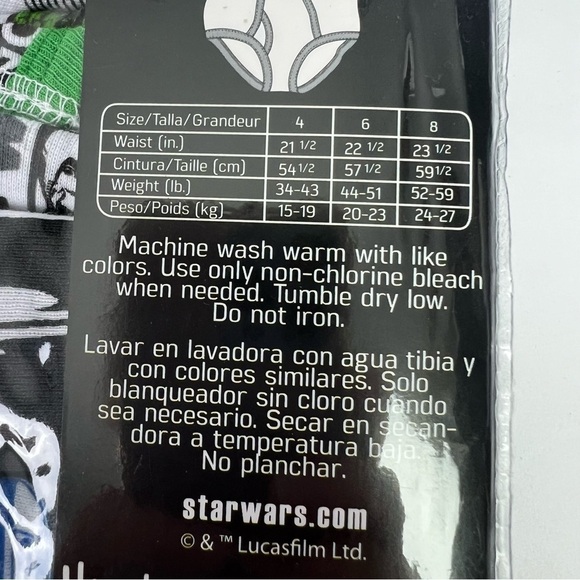 Size/Talla/Grandeur 4 6 8
Waist (in.) 21 1/2 22 1/2 23 1/2
Cintura/Taille (cm) 54 1/2 57 1/2 59 1/2
Weight (lb.) 34-43 44-51 52-59
Peso/Poids (kg) 15-19 20-23 24-27
Machine wash warm with like
colors. Use only non-chlorine bleach
when needed. Tumble dry low.
Do not iron.
Lavar en lavadora con agua tibia y
con colores similares. Solo
blanqueador sin cloro cuando
sea necesario. Secar en secan-
dora a temperatura baja.
No planchar.
starwars.com
© & ™ Lucasfilm Ltd.